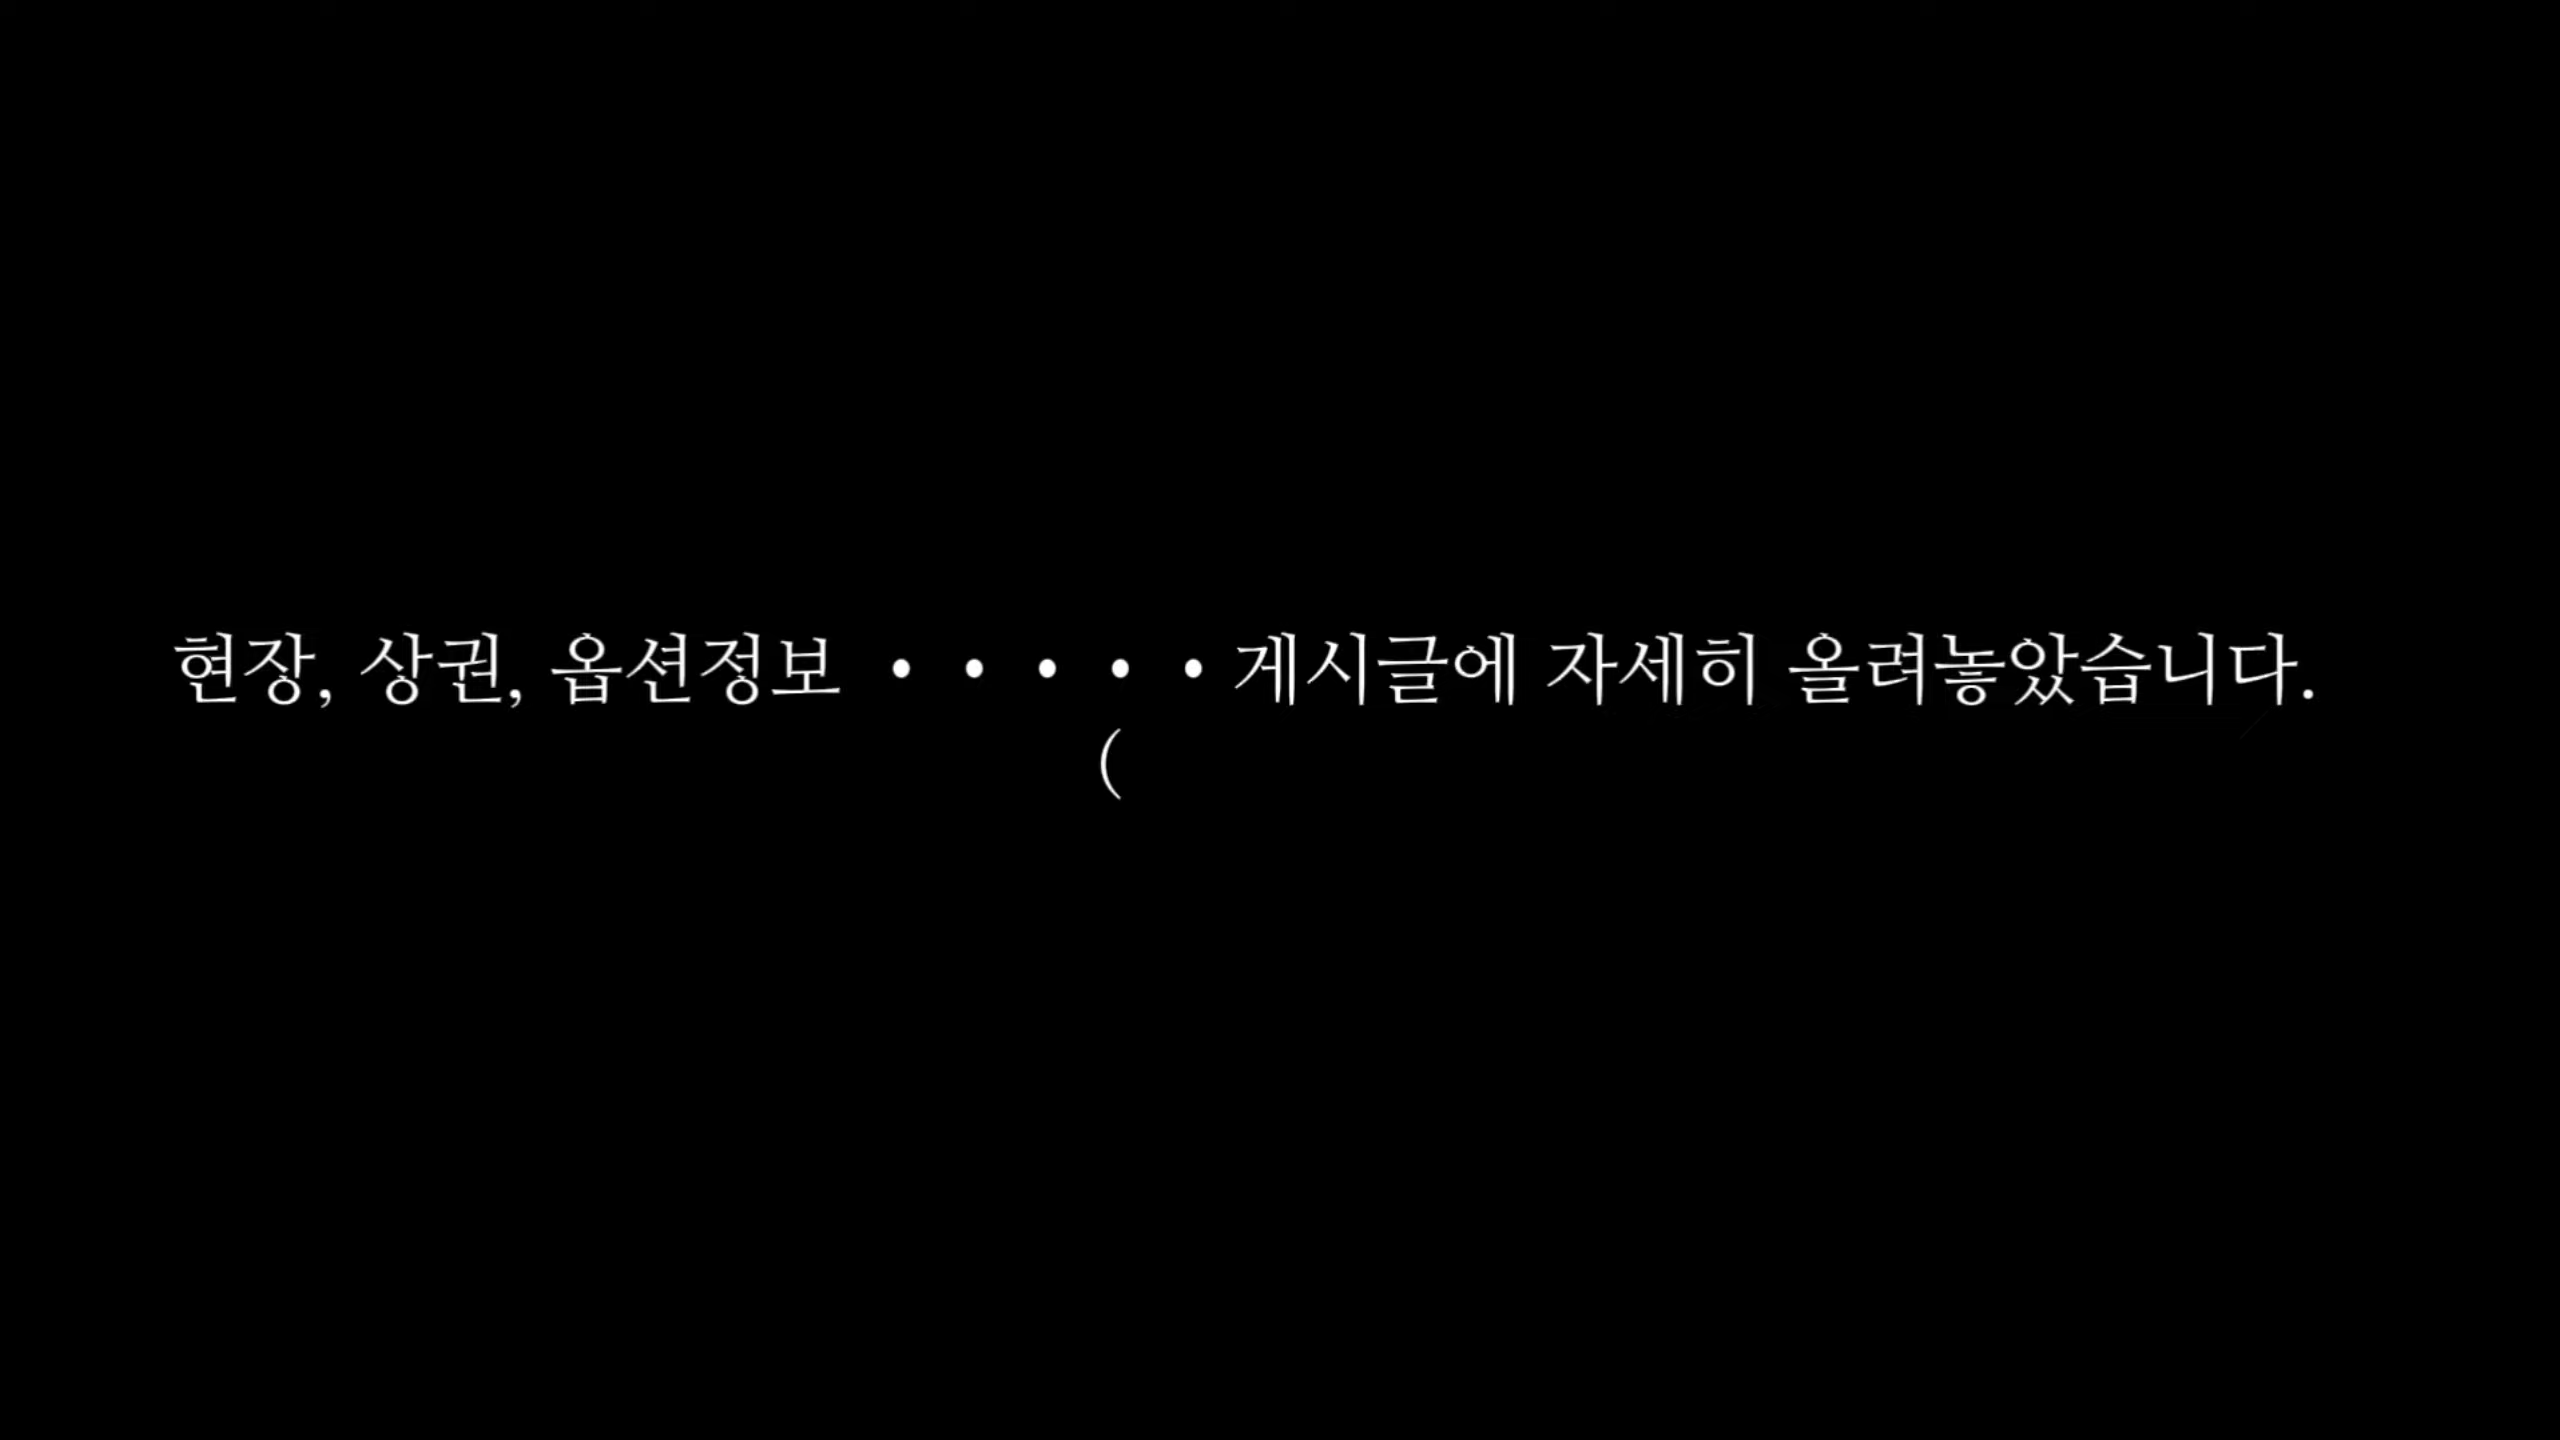 현장, 상권, 옵션정보 • • • • • 게시글에 자세히 올려놓았습니다.
(